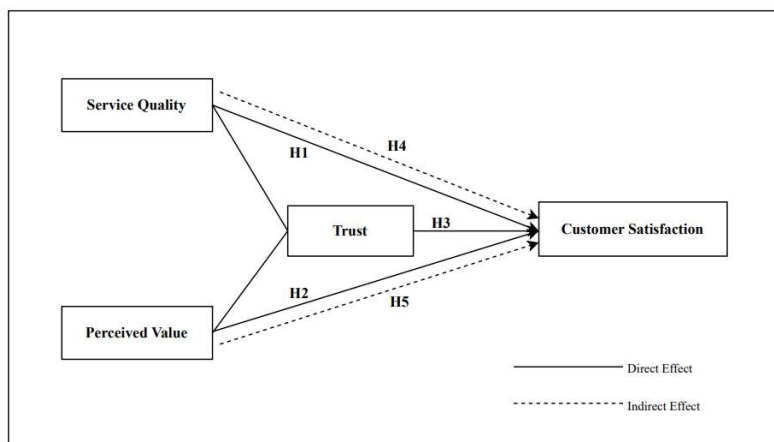 Service Quality
H4
H1
Trust
H3
Customer Satisfaction
H2
H5
Perceived Value
Direct Effect
Indirect Effect